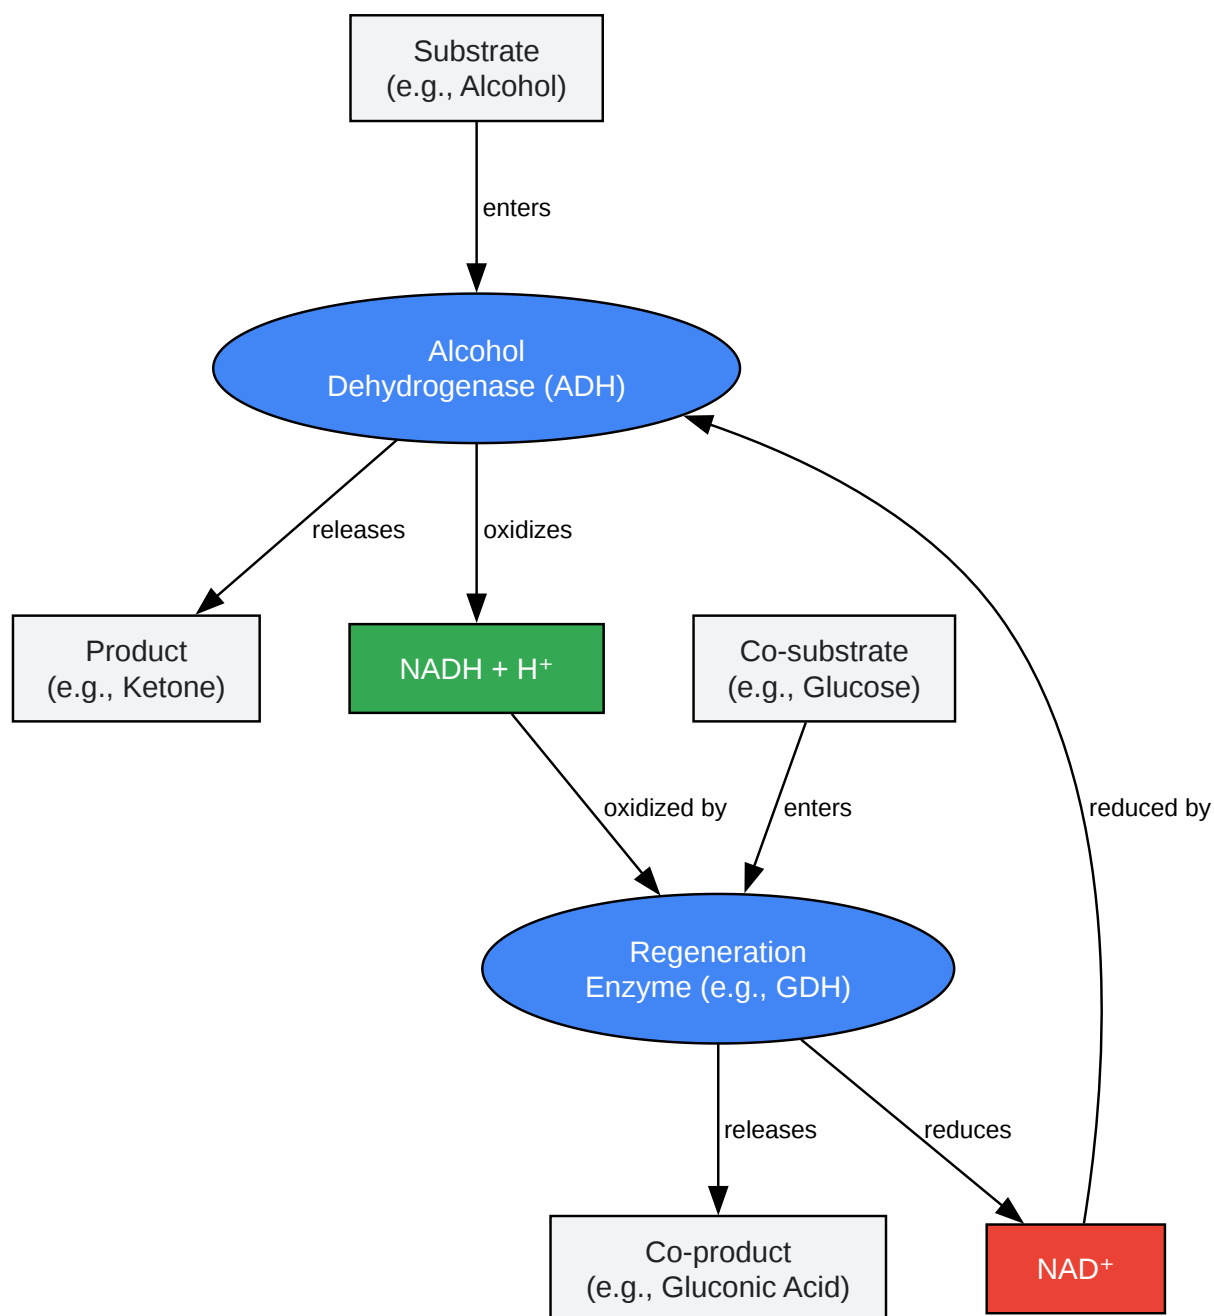 Substrate
(e.g., Alcohol)
enters
Alcohol
Dehydrogenase (ADH)
releases
oxidizes
Product
(e.g., Ketone)
NADH + H⁺
Co-substrate
(e.g., Glucose)
oxidized by
enters
reduced by
Regeneration
Enzyme (e.g., GDH)
releases
reduces
Co-product
(e.g., Gluconic Acid)
NAD⁺